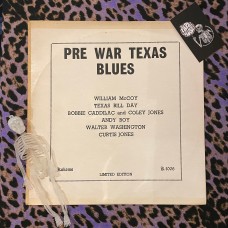 PRE WAR TEXAS
BLUES
WILLIAM McCOY
TEXAS BILL DAY
BOBBIE CADDILAC and COLEY JONES
ANDY BOY
WALTER WASHINGTON
CURTIS JONES
LIMITED EDITION